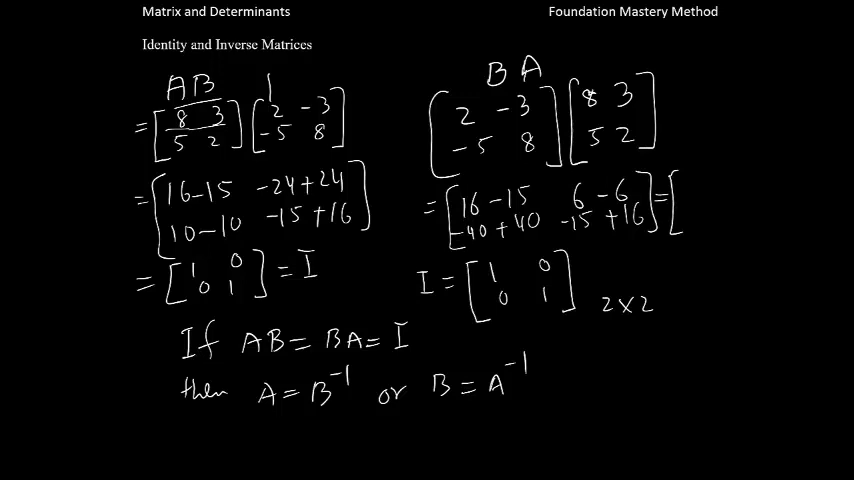 Matrix and Determinants Foundation Mastery Method
Identity and Inverse Matrices
AB
= [8 3; 5 2] [2 -3; -5 8]
= [16-15 -24+24; 10-10 -15+16]
= [1 0; 0 1] = I
BA
[2 -3; -5 8] [8 3; 5 2]
= [16-15 6-6; -40+40 -15+16] = [
I = [1 0; 0 1] 2×2
If AB = BA = I
then A = B⁻¹ or B = A⁻¹